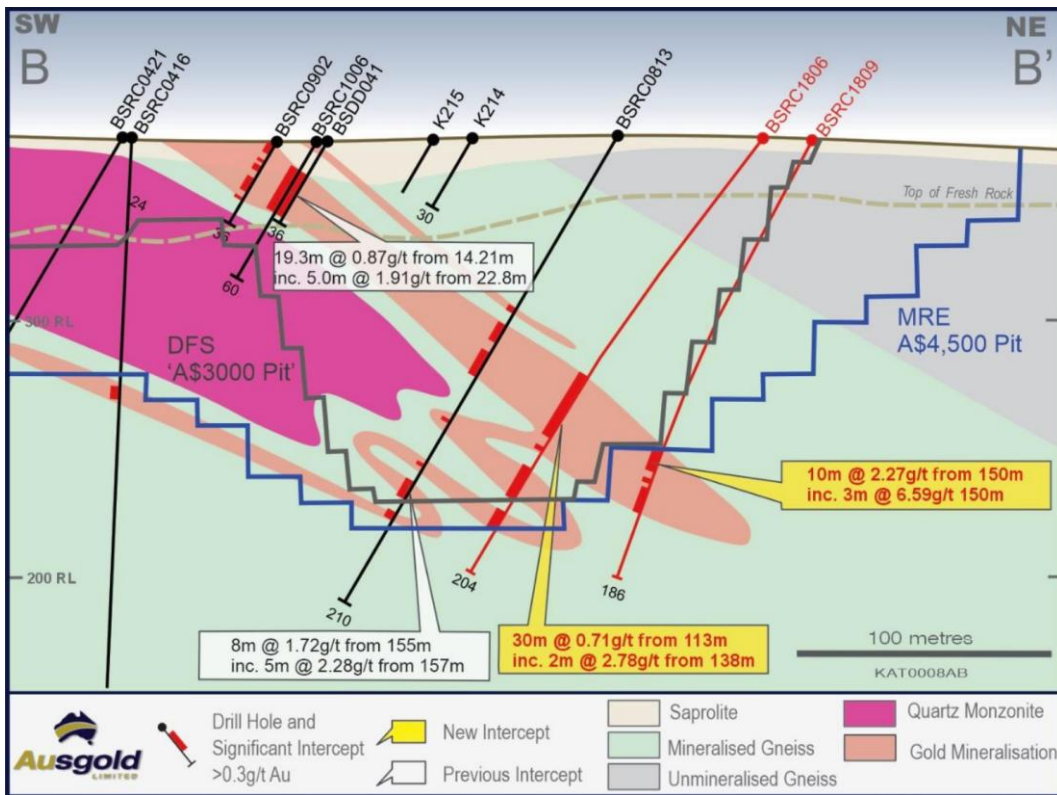 SW
NE
B
B'
BSRC0421
BSRC0416
BSRC0902
BSRC1006
BSDD041
K215
K214
BSRC0813
BSRC1806
BSRC1809
24
36
36
60
30
Top of Fresh Rock
19.3m @ 0.87g/t from 14.21m
inc. 5.0m @ 1.91g/t from 22.8m
300 RL
DFS
'A$3000 Pit'
MRE
A$4,500 Pit
10m @ 2.27g/t from 150m
inc. 3m @ 6.59g/t 150m
200 RL
210
204
186
8m @ 1.72g/t from 155m
inc. 5m @ 2.28g/t from 157m
30m @ 0.71g/t from 113m
inc. 2m @ 2.78g/t from 138m
100 metres
KAT0008AB
Ausgold
LIMITED
Drill Hole and
Significant Intercept
>0.3g/t Au
New Intercept
Previous Intercept
Saprolite
Mineralised Gneiss
Unmineralised Gneiss
Quartz Monzonite
Gold Mineralisation